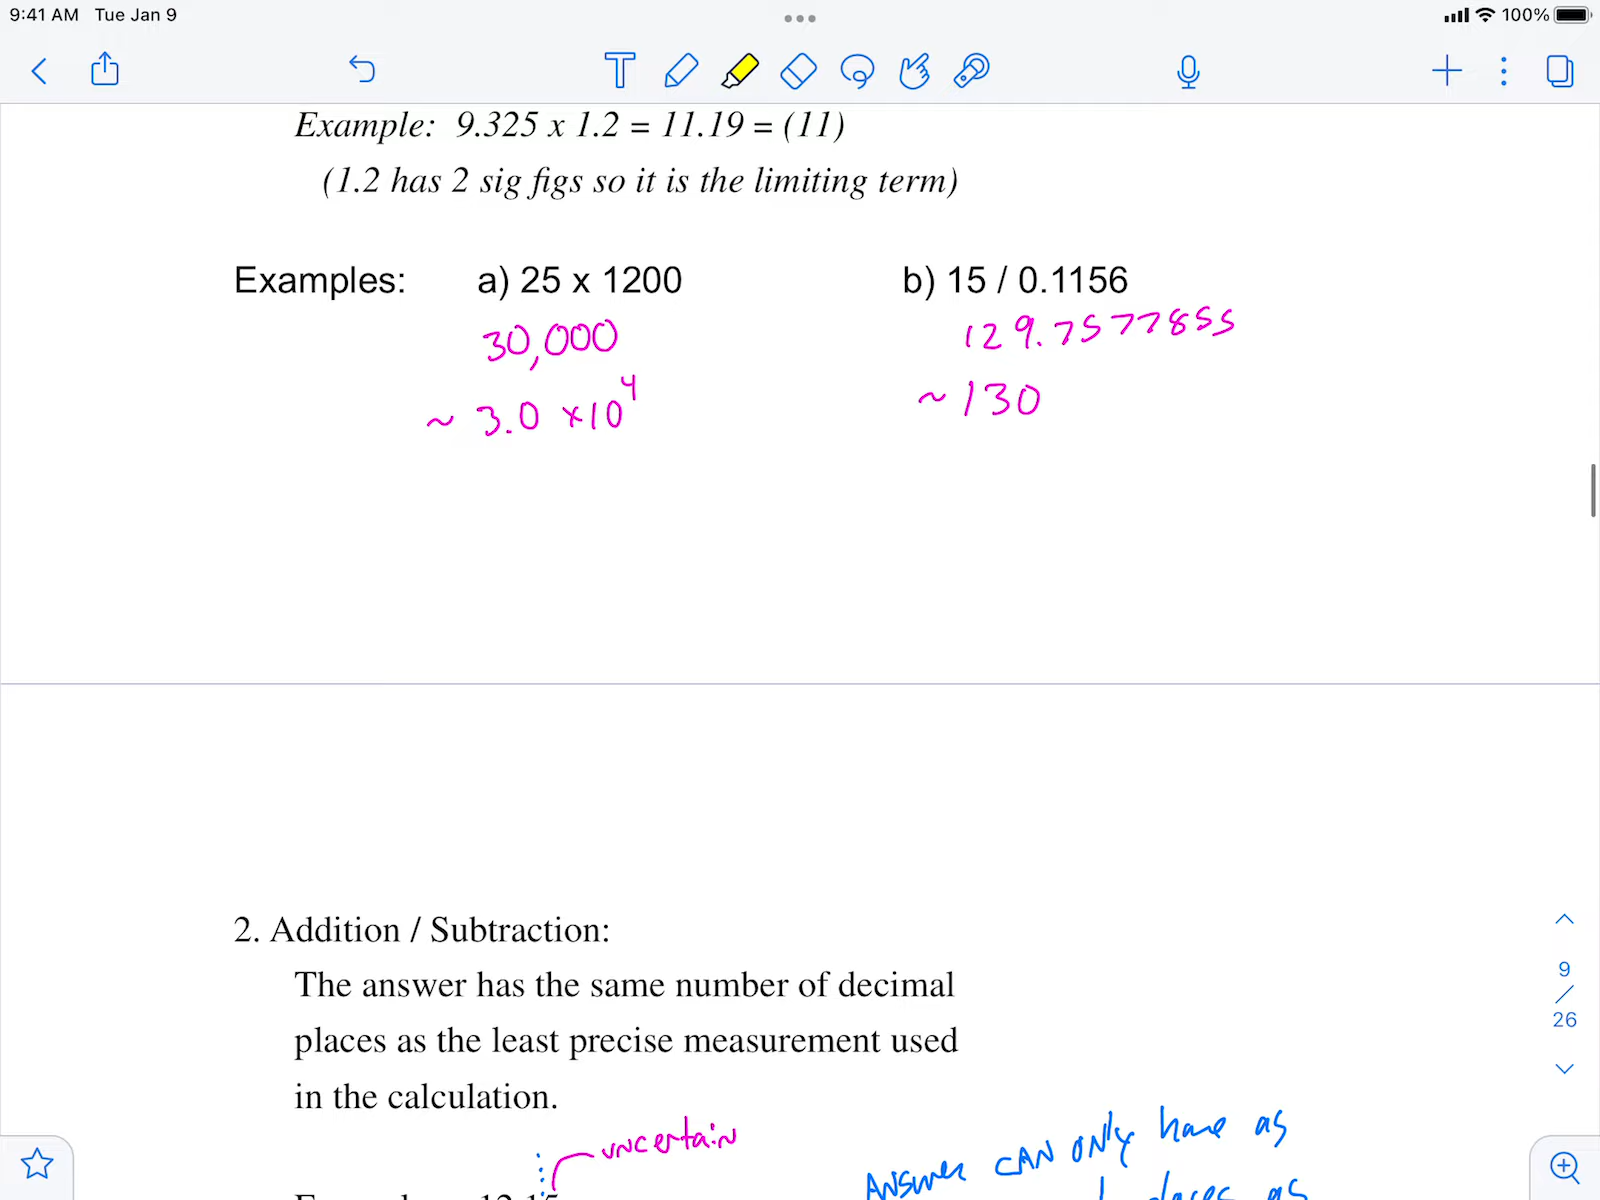 9:41 AM Tue Jan 9
100%
Example: 9.325 x 1.2 = 11.19 = (11)
(1.2 has 2 sig figs so it is the limiting term)
Examples: a) 25 x 1200 b) 15 / 0.1156
30,000 129.7577855
~ 3.0 ×10⁴ ~ 130
2. Addition / Subtraction:
The answer has the same number of decimal
places as the least precise measurement used
in the calculation.
9
/
26
uncertain
Answer CAN ONly have as
places as